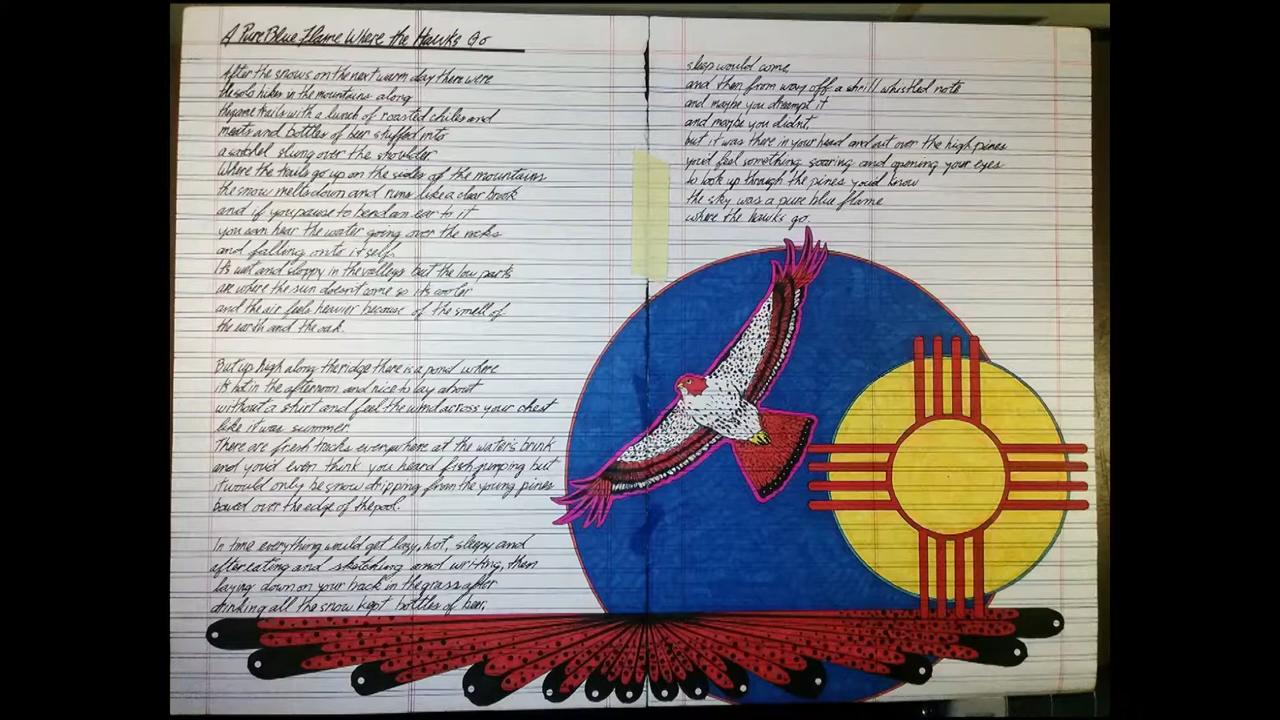 A Pure Blue Flame Where the Hawks Go
After the snows on the next warm day there were
the solo hikes in the mountains along
the game trails with a lunch of roasted chiles and
meats and bottles of beer stuffed into
a satchel slung over the shoulder.
Where the trails go up on the sides of the mountains
the snow melts down and runs like a clear brook
and if you pause to bend an ear to it
you can hear the water going over the rocks
and falling onto itself.
Its wet and sloppy in the valleys but the low parts
are where the sun doesn't come so its cooler
and the air feels heavier because of the smell of
the earth and the oak.
But up high along the ridge there is a pond where
it's hot in the afternoon and nice to lay about
without a shirt and feel the wind across your chest
like it was summer.
There are fresh tracks everywhere at the water's brink
and you'd even think you heard fish jumping but
it would only be snow dripping from the young pines
bowed over the edge of the pool.
In time everything would get lazy, hot, sleepy and
after eating and sketching and writing, then
laying down on your back in the grass after
drinking all the snow kept bottles of beer,
sleep would come,
and then from way off a shrill whistled note
and maybe you dreampt it
and maybe you didn't,
but it was there in your head and out over the high pines
you'd feel something soaring and opening your eyes
to look up through the pines you'd know
the sky was a pure blue flame
where the hawks go.